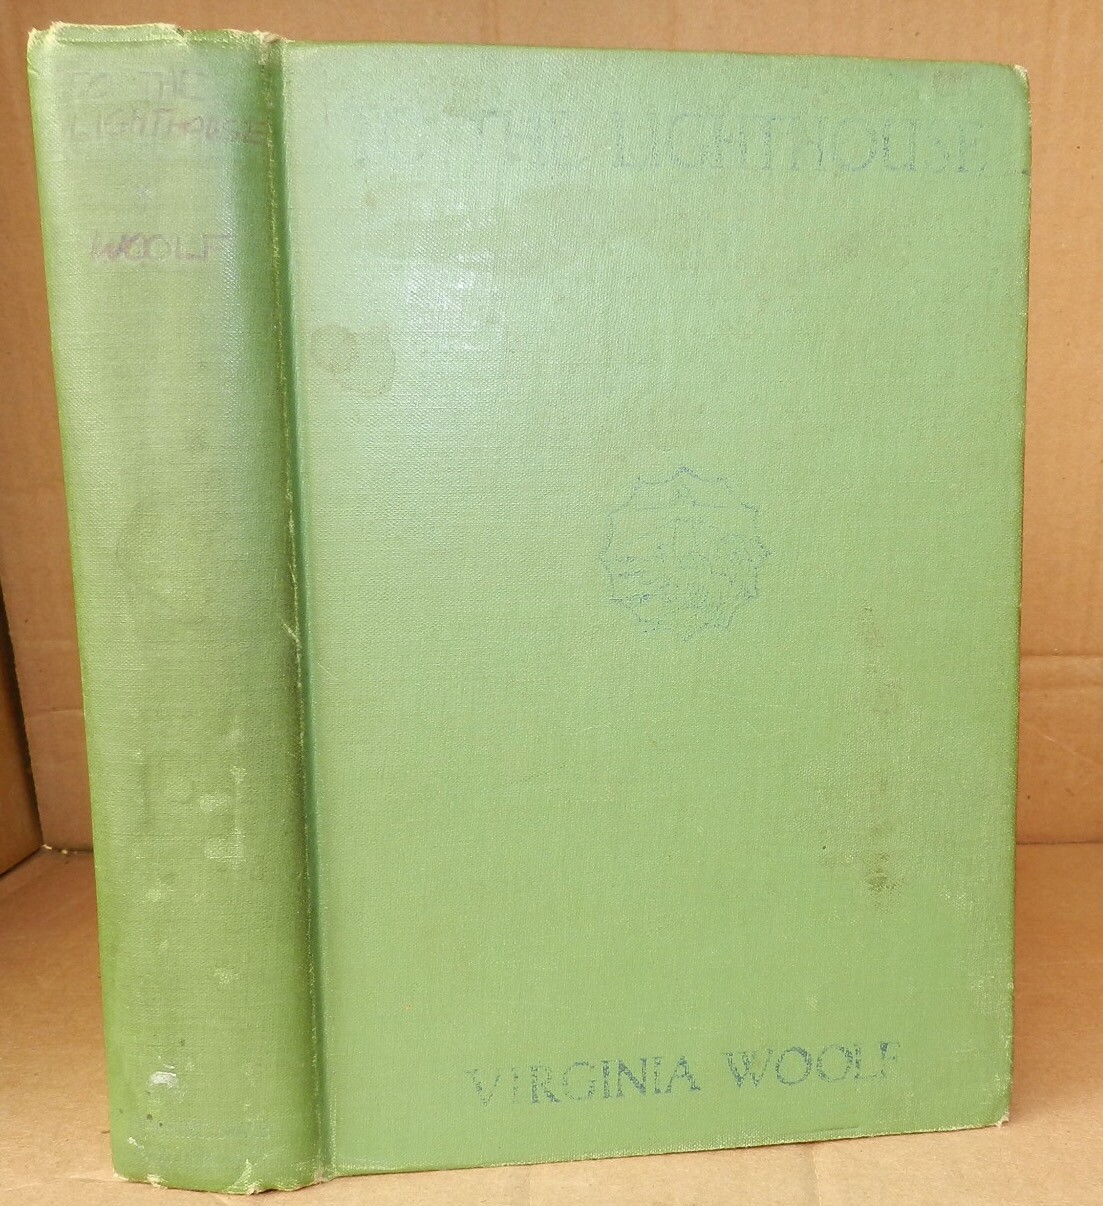 TO THE
LIGHTHOUSE
WOOLF
TO THE LIGHTHOUSE
VIRGINIA WOOLF